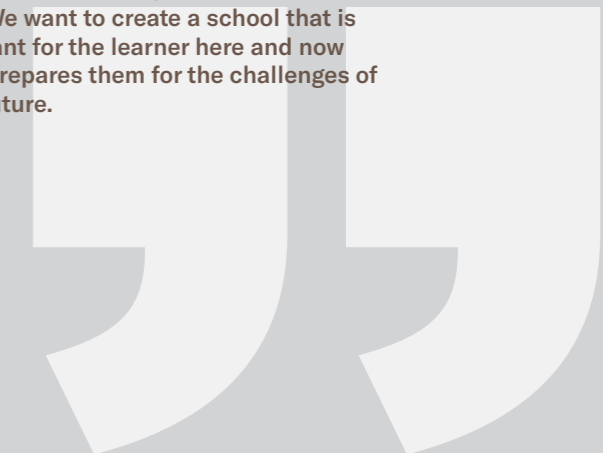 We want to create a school that is
ant for the learner here and now
repares them for the challenges of
ture.